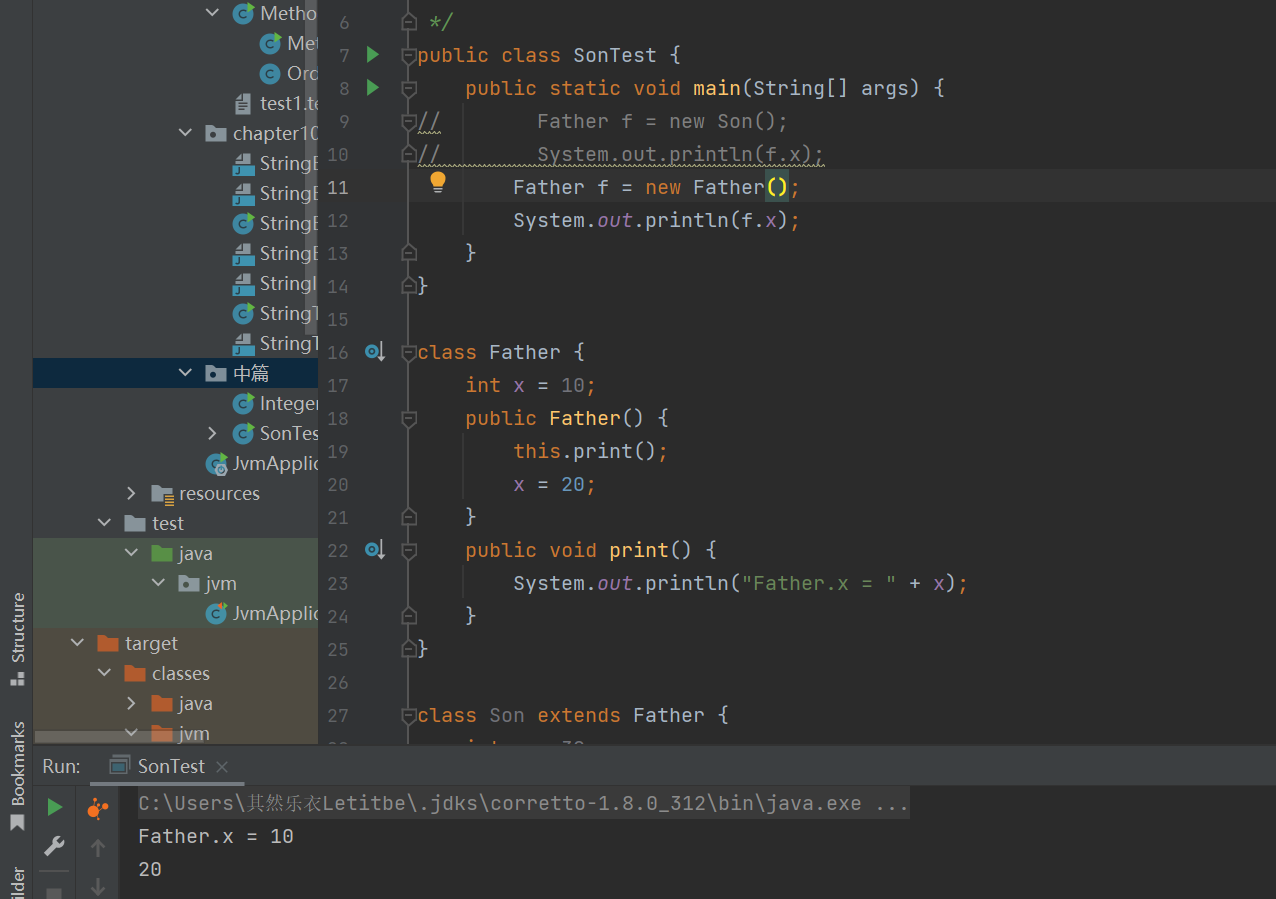 Metho
Met
Ord
test1.te
chapter10
StringE
StringE
StringE
StringE
StringI
StringT
StringT
中篇
Integer
SonTes
JvmApplic
resources
test
java
jvm
JvmApplic
target
classes
java
jvm
Structure
Bookmarks
ilder
6 */
7 public class SonTest {
8 public static void main(String[] args) {
9 // Father f = new Son();
10 // System.out.println(f.x);
11 Father f = new Father();
12 System.out.println(f.x);
13 }
14 }
15
16 class Father {
17 int x = 10;
18 public Father() {
19 this.print();
20 x = 20;
21 }
22 public void print() {
23 System.out.println("Father.x = " + x);
24 }
25 }
26
27 class Son extends Father {
Run: SonTest
C:\Users\其然乐衣Letitbe\.jdks\corretto-1.8.0_312\bin\java.exe ...
Father.x = 10
20